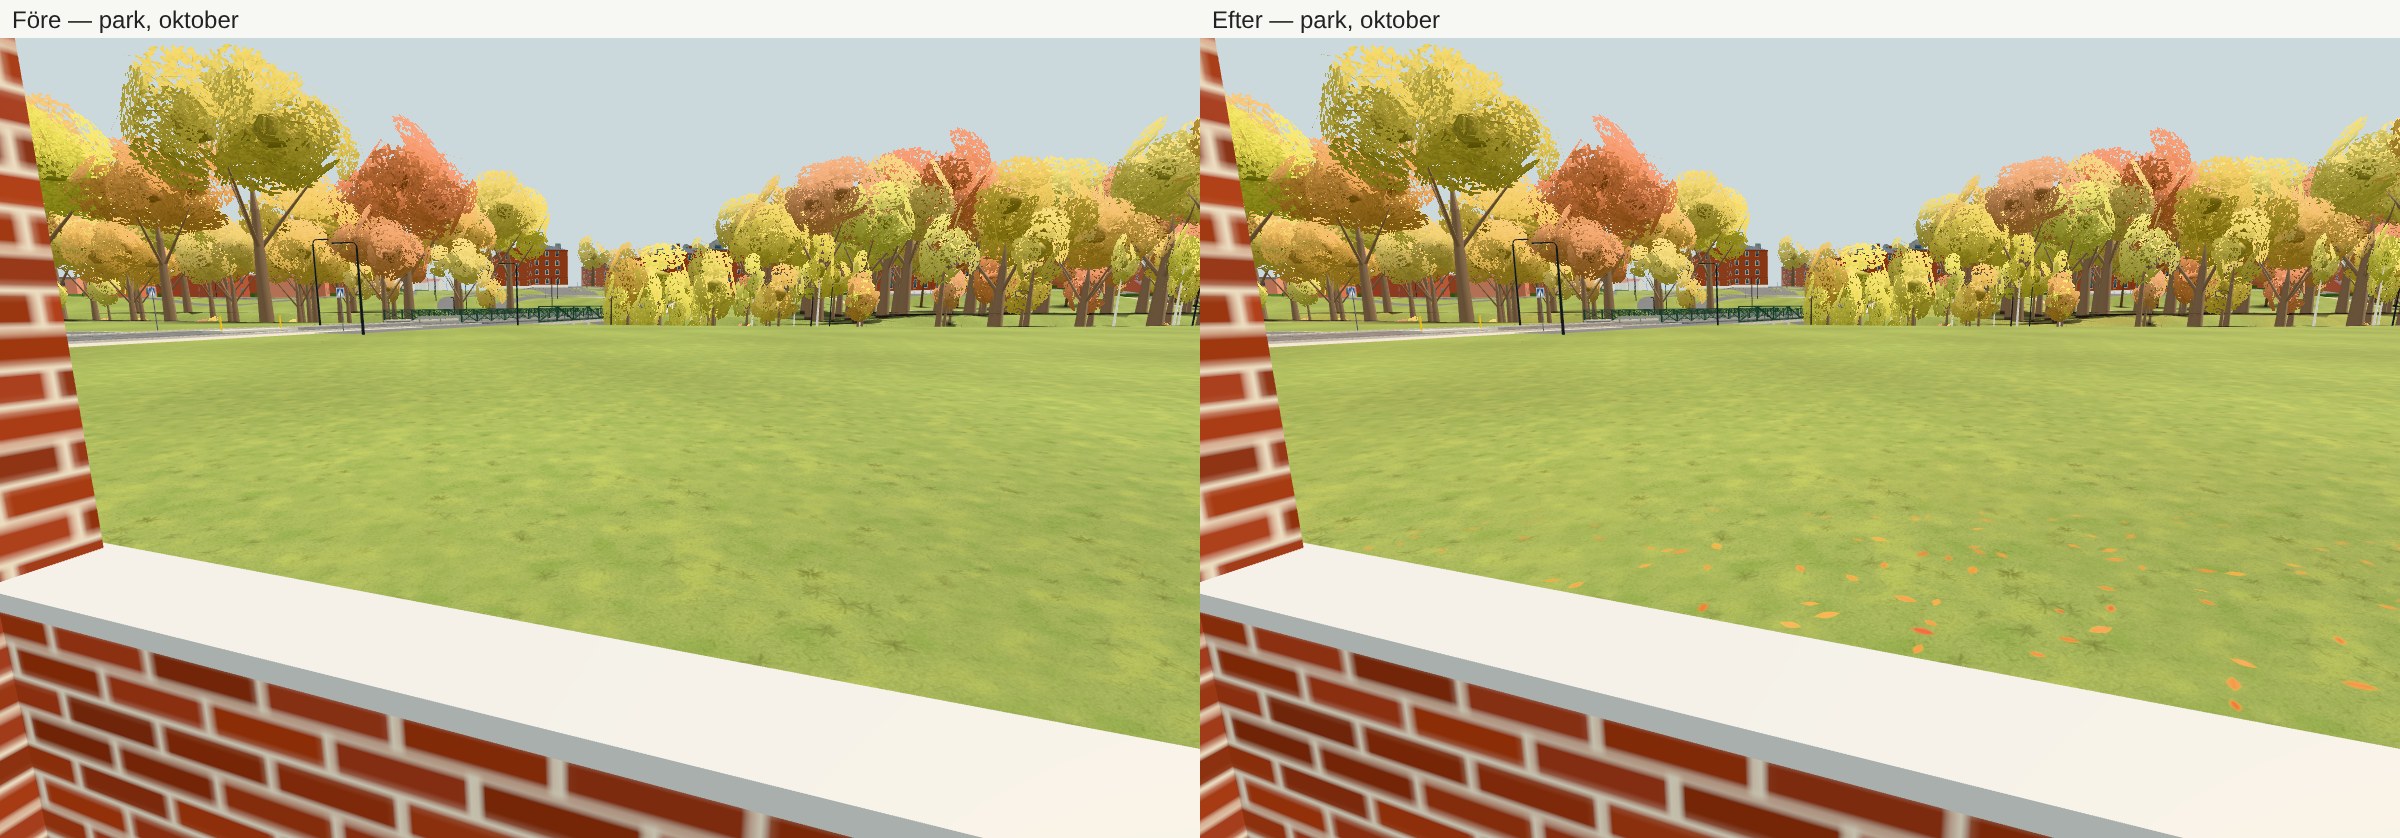 Före — park, oktober
Efter — park, oktober